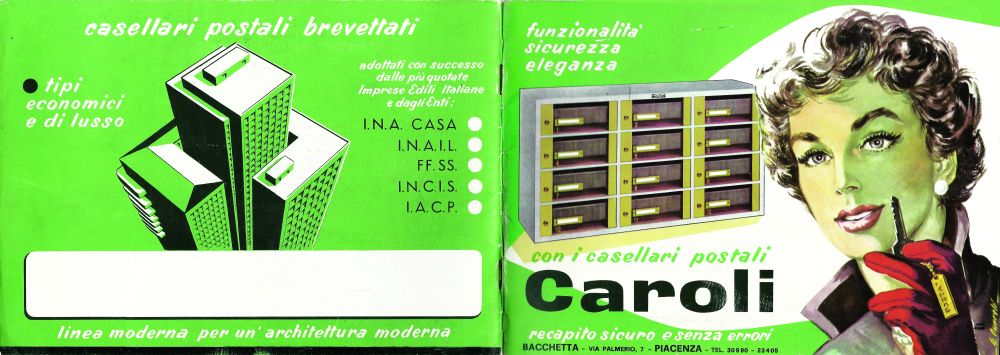 casellari postali brevettati
● tipi
economici
e di lusso
adottati con successo
dalle più quotate
Imprese Edili Italiane
e dagli Enti:
I.N.A. CASA
I.N.A.I.L.
FF. SS.
I.N.C.I.S.
I.A.C.P.
linea moderna per un' architettura moderna
funzionalità
sicurezza
eleganza
con i casellari postali
Caroli
recapito sicuro e senza errori
BACCHETTA - VIA PALMERIO, 7 - PIACENZA - TEL. 30990 - 23405